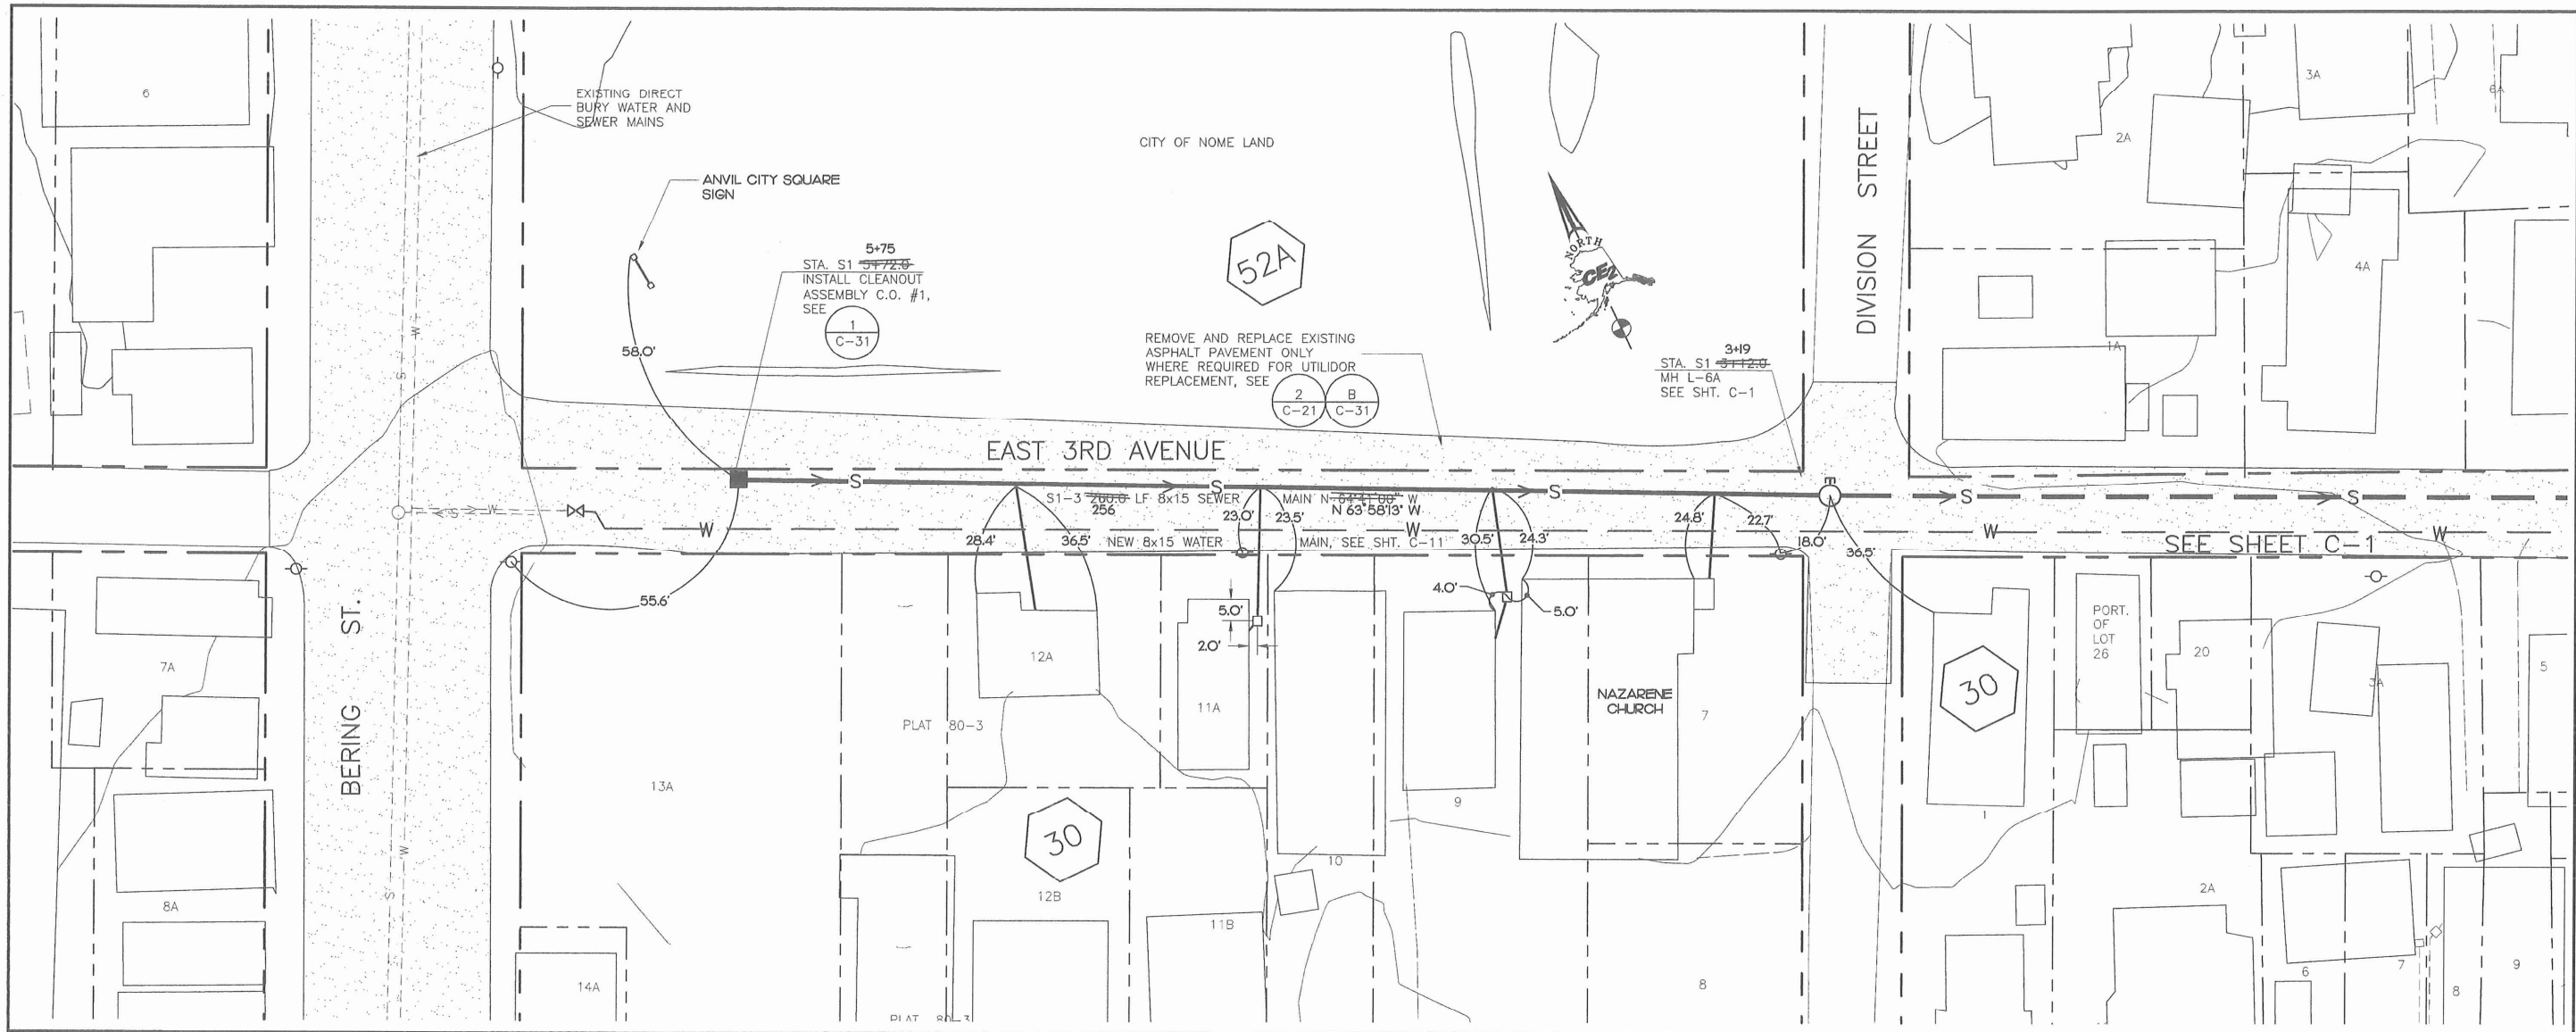 6
EXISTING DIRECT
BURY WATER AND
SEWER MAINS
CITY OF NOME LAND
ANVIL CITY SQUARE
SIGN
5+75
STA. S1 5+72.0
INSTALL CLEANOUT
ASSEMBLY C.O. #1,
SEE
1
C-31
58.0'
52A
NORTH
CE2
REMOVE AND REPLACE EXISTING
ASPHALT PAVEMENT ONLY
WHERE REQUIRED FOR UTILIDOR
REPLACEMENT, SEE
2
C-21
B
C-31
3+19
STA. S1 3+12.0
MH L-6A
SEE SHT. C-1
DIVISION STREET
3A
6A
2A
4A
1A
W
S
EAST 3RD AVENUE
S
S
S
S
S
S1-3 260.0 LF 8x15 SEWER MAIN N 64°41'00" W
256
N 63°58'13" W
S
W
W
W
W
W
NEW 8x15 WATER MAIN, SEE SHT. C-11
SEE SHEET C-1
28.4'
36.5'
23.0'
23.5'
30.5'
24.3'
24.8'
22.7'
18.0'
36.5'
55.6'
4.0'
5.0'
5.0'
2.0'
BERING ST.
7A
12A
11A
PLAT 80-3
NAZARENE
CHURCH
7
30
PORT.
OF
LOT
26
20
3A
5
13A
9
30
W
S
10
8A
12B
11B
2A
14A
8
6
7
8
9
PLAT 80-3